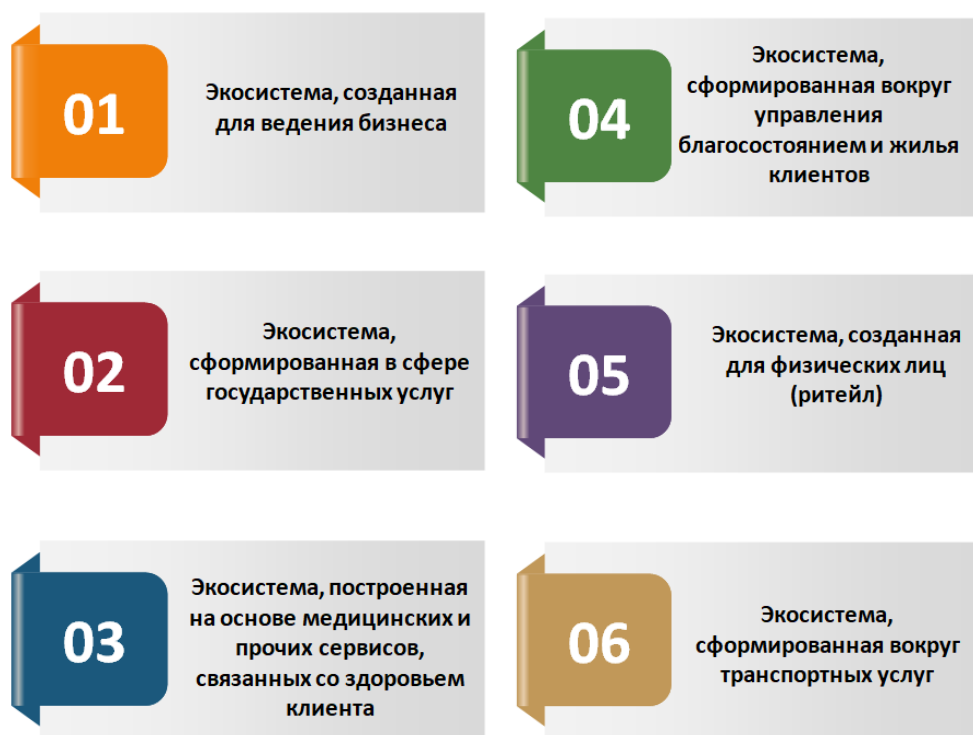 01
Экосистема, созданная
для ведения бизнеса
02
Экосистема,
сформированная в сфере
государственных услуг
03
Экосистема, построенная
на основе медицинских и
прочих сервисов,
связанных со здоровьем
клиента
04
Экосистема,
сформированная вокруг
управления
благосостоянием и жилья
клиентов
05
Экосистема, созданная
для физических лиц
(ритейл)
06
Экосистема,
сформированная вокруг
транспортных услуг